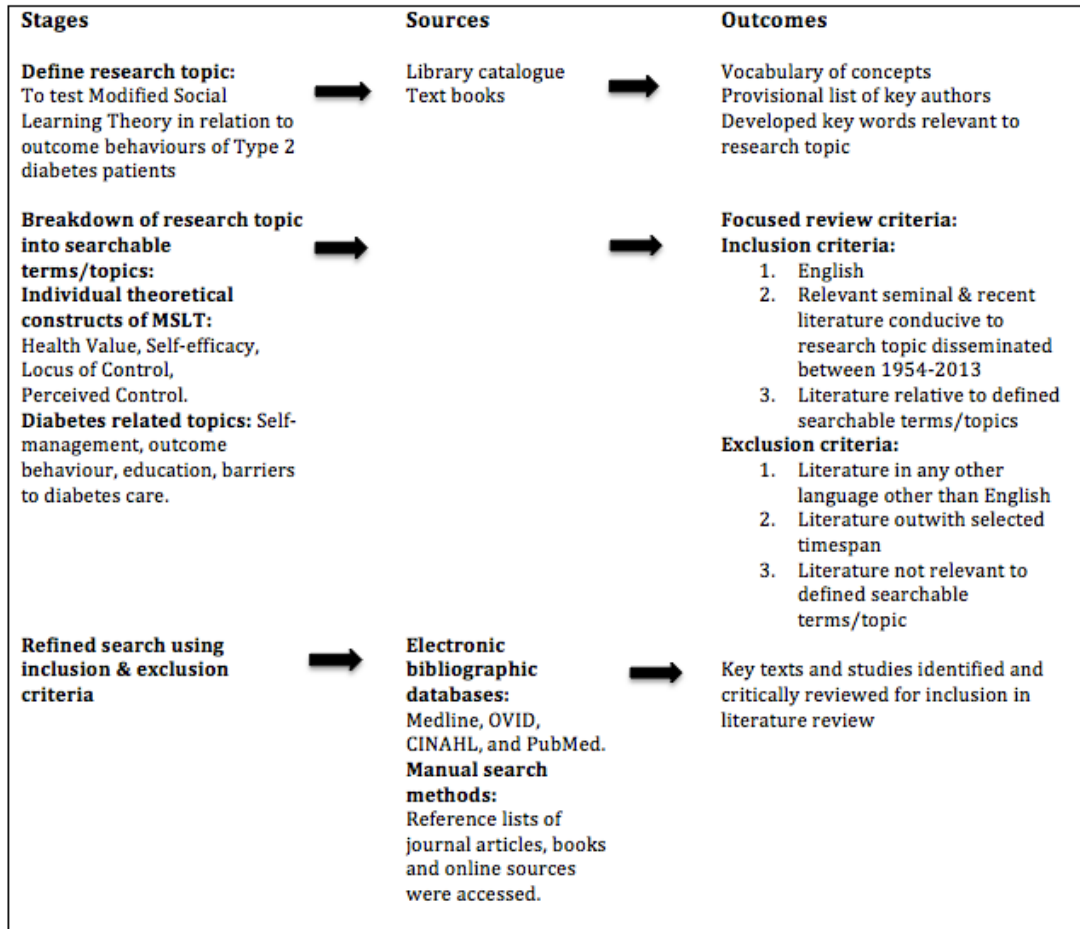 Stages Sources Outcomes
Define research topic:
To test Modified Social
Learning Theory in relation to
outcome behaviours of Type 2
diabetes patients
Library catalogue
Text books
Vocabulary of concepts
Provisional list of key authors
Developed key words relevant to
research topic
Breakdown of research topic
into searchable
terms/topics:
Individual theoretical
constructs of MSLT:
Health Value, Self-efficacy,
Locus of Control,
Perceived Control.
Diabetes related topics: Self-
management, outcome
behaviour, education, barriers
to diabetes care.
Focused review criteria:
Inclusion criteria:
1. English
2. Relevant seminal & recent
literature conducive to
research topic disseminated
between 1954-2013
3. Literature relative to defined
searchable terms/topics
Exclusion criteria:
1. Literature in any other
language other than English
2. Literature outwith selected
timespan
3. Literature not relevant to
defined searchable
terms/topic
Refined search using
inclusion & exclusion
criteria
Electronic
bibliographic
databases:
Medline, OVID,
CINAHL, and PubMed.
Manual search
methods:
Reference lists of
journal articles, books
and online sources
were accessed.
Key texts and studies identified and
critically reviewed for inclusion in
literature review